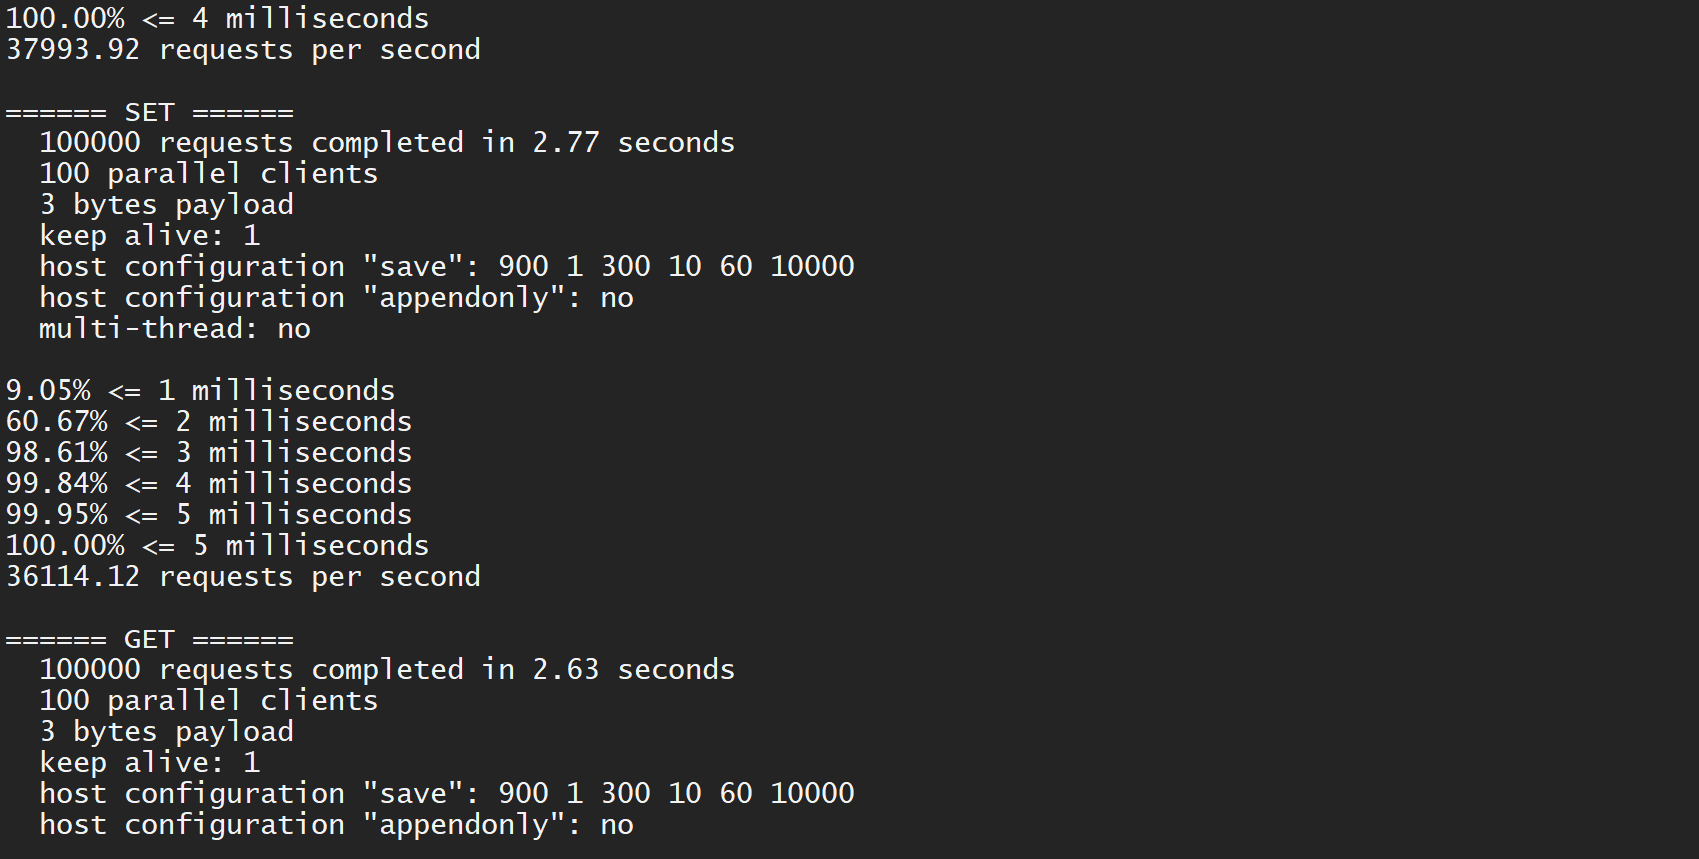 100.00% <= 4 milliseconds
37993.92 requests per second

====== SET ======
  100000 requests completed in 2.77 seconds
  100 parallel clients
  3 bytes payload
  keep alive: 1
  host configuration "save": 900 1 300 10 60 10000
  host configuration "appendonly": no
  multi-thread: no

9.05% <= 1 milliseconds
60.67% <= 2 milliseconds
98.61% <= 3 milliseconds
99.84% <= 4 milliseconds
99.95% <= 5 milliseconds
100.00% <= 5 milliseconds
36114.12 requests per second

====== GET ======
  100000 requests completed in 2.63 seconds
  100 parallel clients
  3 bytes payload
  keep alive: 1
  host configuration "save": 900 1 300 10 60 10000
  host configuration "appendonly": no